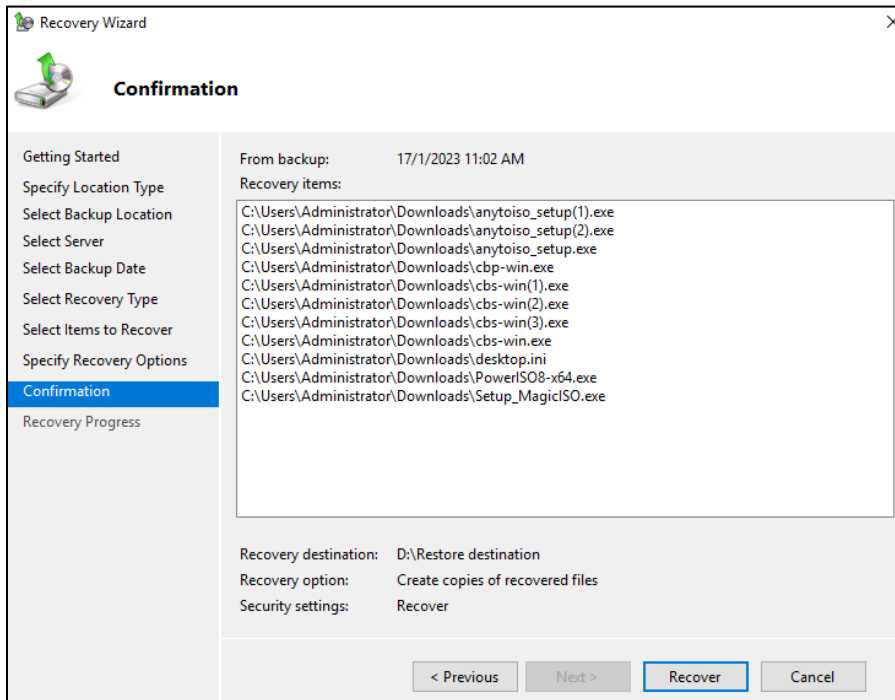 Recovery Wizard
Confirmation
Getting Started
Specify Location Type
Select Backup Location
Select Server
Select Backup Date
Select Recovery Type
Select Items to Recover
Specify Recovery Options
Confirmation
Recovery Progress
From backup: 17/1/2023 11:02 AM
Recovery items:
C:\Users\Administrator\Downloads\anytoiso_setup(1).exe
C:\Users\Administrator\Downloads\anytoiso_setup(2).exe
C:\Users\Administrator\Downloads\anytoiso_setup.exe
C:\Users\Administrator\Downloads\cbp-win.exe
C:\Users\Administrator\Downloads\cbs-win(1).exe
C:\Users\Administrator\Downloads\cbs-win(2).exe
C:\Users\Administrator\Downloads\cbs-win(3).exe
C:\Users\Administrator\Downloads\cbs-win.exe
C:\Users\Administrator\Downloads\desktop.ini
C:\Users\Administrator\Downloads\PowerISO8-x64.exe
C:\Users\Administrator\Downloads\Setup_MagicISO.exe
Recovery destination: D:\Restore destination
Recovery option: Create copies of recovered files
Security settings: Recover
< Previous Next > Recover Cancel